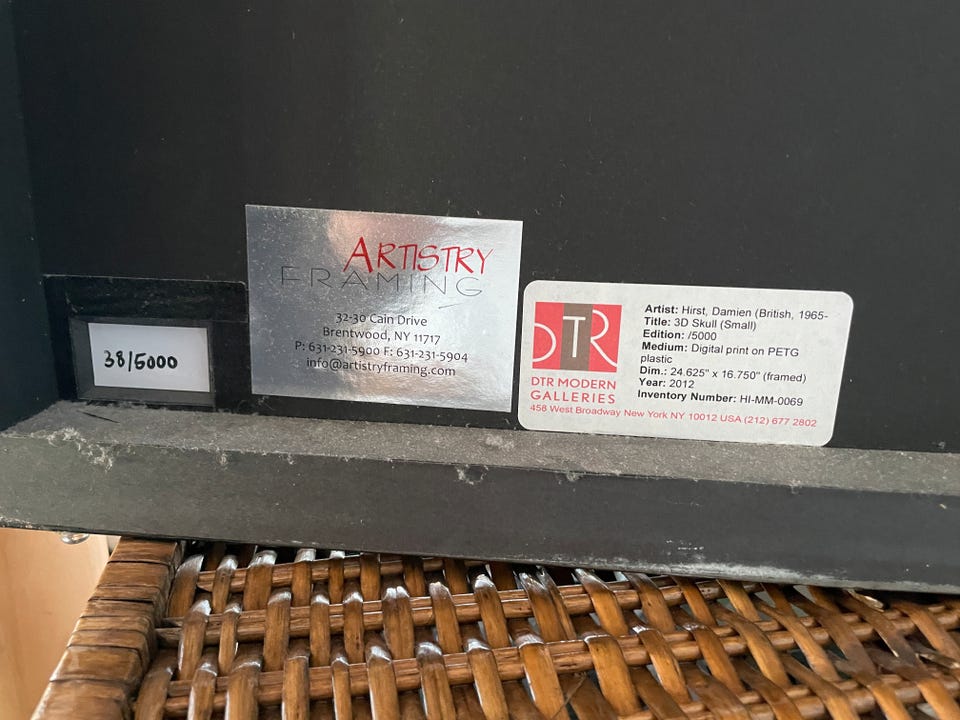 38/5000
ARTISTRY
FRAMING
32-30 Cain Drive
Brentwood, NY 11717
P: 631-231-5900 F: 631-231-5904
info@artistryframing.com
DTR
DTR MODERN
GALLERIES
Artist: Hirst, Damien (British, 1965-
Title: 3D Skull (Small)
Edition: /5000
Medium: Digital print on PETG
plastic
Dim.: 24.625" x 16.750" (framed)
Year: 2012
Inventory Number: HI-MM-0069
458 West Broadway New York NY 10012 USA (212) 677 2802